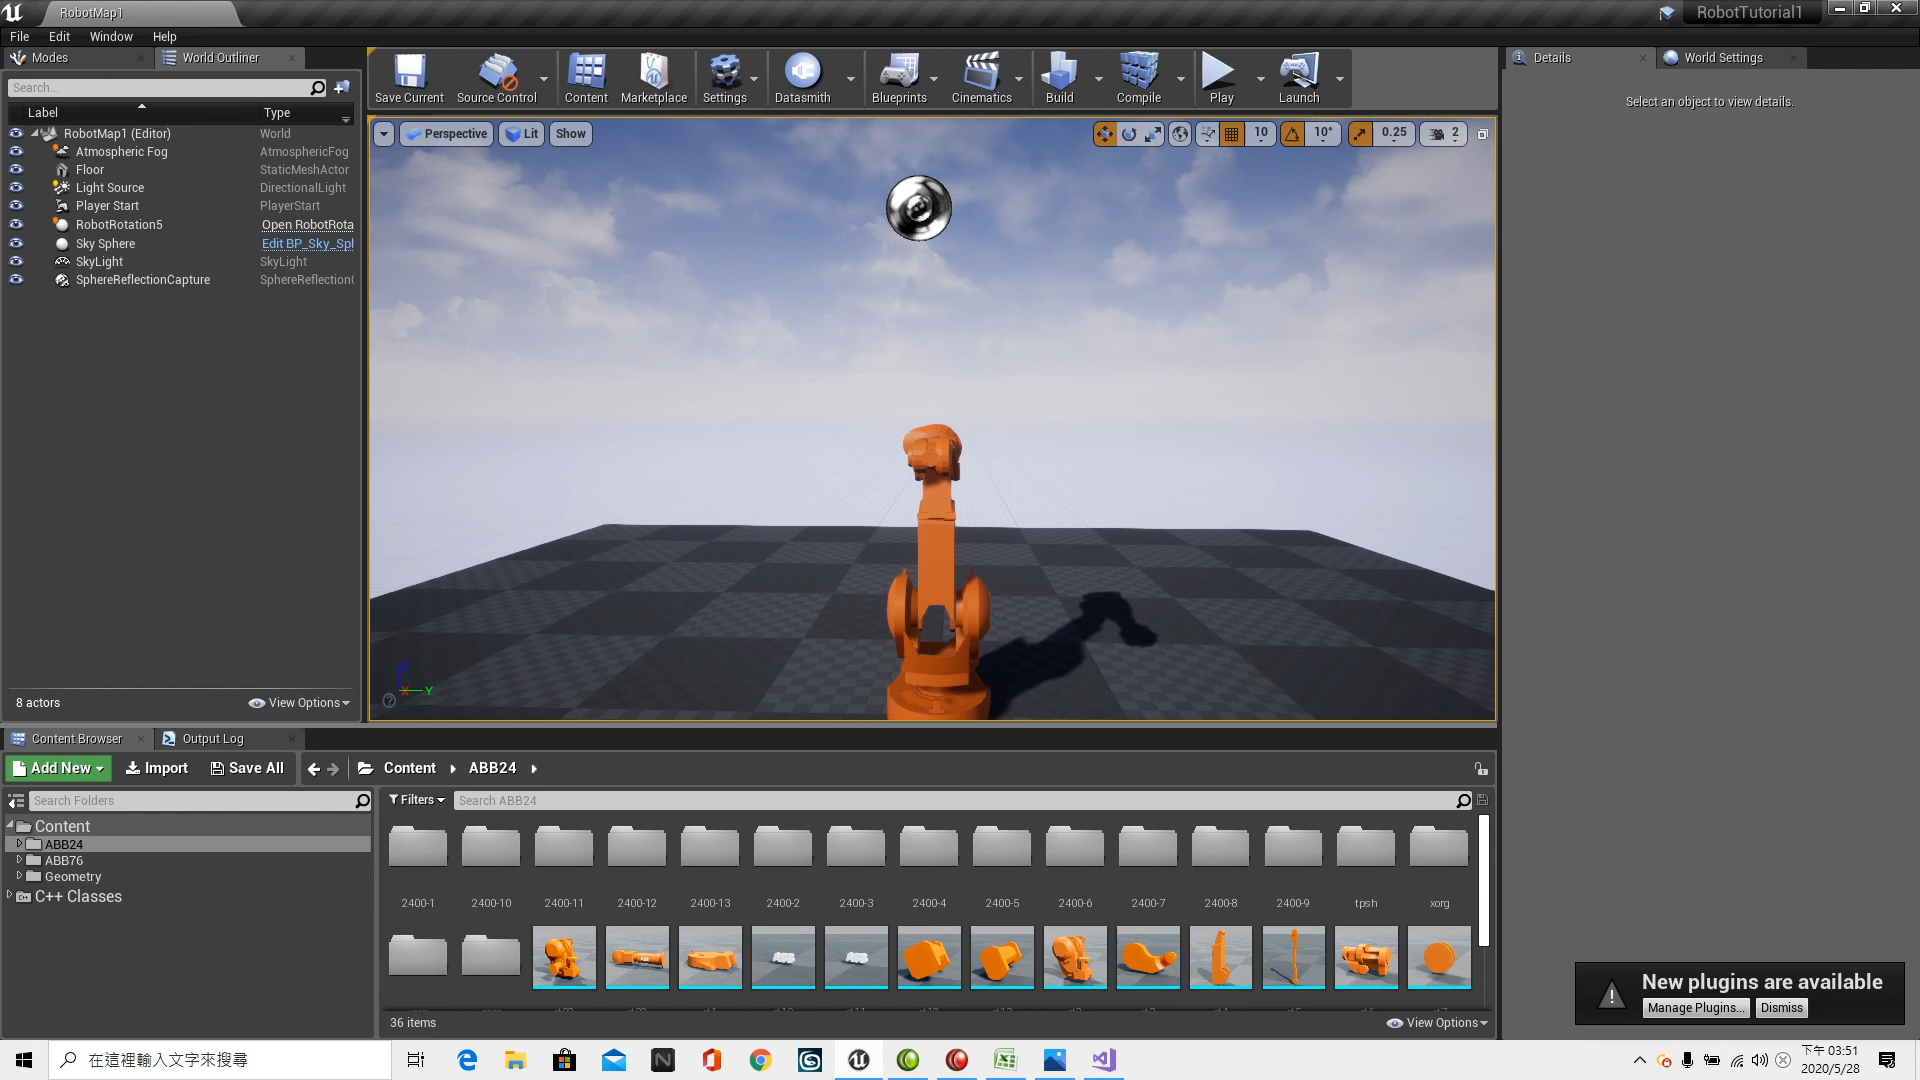 RobotMap1
RobotTutorial1
File Edit Window Help
Modes
World Outliner
Search...
Label Type
RobotMap1 (Editor) World
Atmospheric Fog AtmosphericFog
Floor StaticMeshActor
Light Source DirectionalLight
Player Start PlayerStart
RobotRotation5 Open RobotRota
Sky Sphere Edit BP_Sky_Sph
SkyLight SkyLight
SphereReflectionCapture SphereReflectionC
8 actors
View Options
Save Current Source Control Content Marketplace Settings Datasmith Blueprints Cinematics Build Compile Play Launch
Perspective Lit Show
10 10° 0.25 2
X Y Z
Details
World Settings
Select an object to view details.
Content Browser
Output Log
Add New Import Save All Content ABB24
Search Folders
Content
ABB24
ABB76
Geometry
C++ Classes
Filters Search ABB24
2400-1 2400-10 2400-11 2400-12 2400-13 2400-2 2400-3 2400-4 2400-5 2400-6 2400-7 2400-8 2400-9 tpsh xorg
36 items
View Options
New plugins are available
Manage Plugins... Dismiss
在這裡輸入文字來搜尋
下午 03:51
2020/5/28